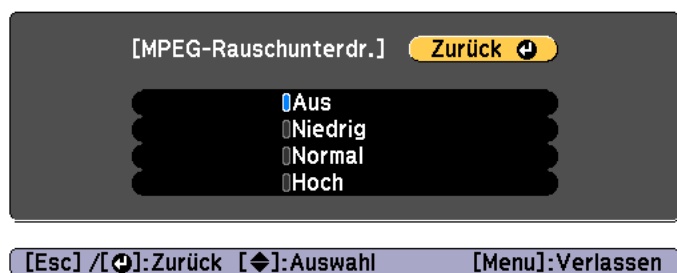 [MPEG-Rauschunterdr.] Zurück
Aus
Niedrig
Normal
Hoch
[Esc] /[⏎]:Zurück [◆]:Auswahl [Menu]:Verlassen